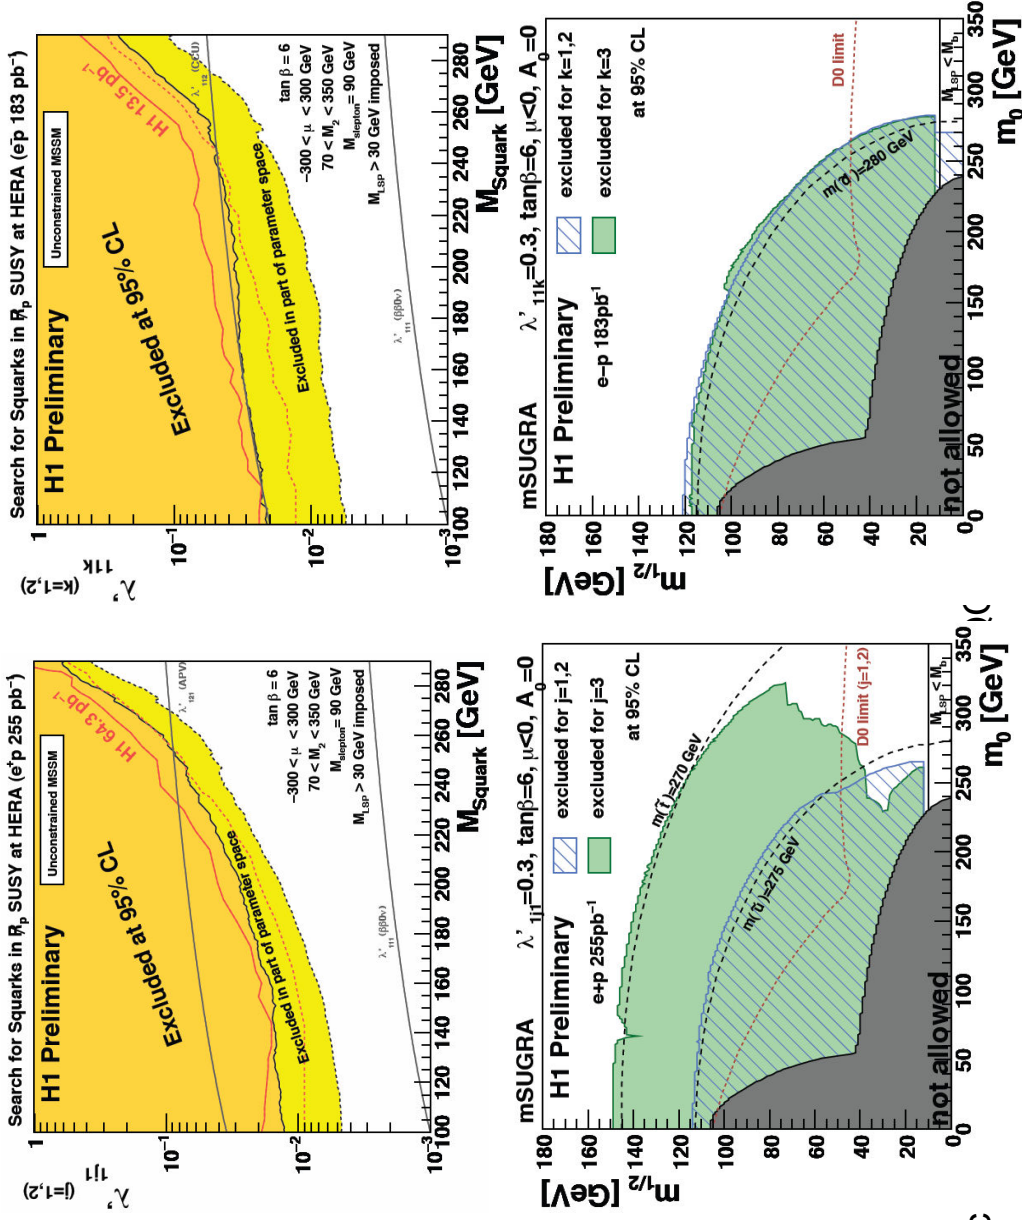 Search for Squarks in R̸p SUSY at HERA (e⁺p 255 pb⁻¹)
λ'1j1 (j=1,2)
H1 Preliminary
Unconstrained MSSM
Excluded at 95% CL
H1 64.3 pb⁻¹
λ'121 (APV)
Excluded in part of parameter space
λ'111 (ββ0ν)
tan β = 6
−300 < μ < 300 GeV
70 < M2 < 350 GeV
Mslepton = 90 GeV
MLSP > 30 GeV imposed
1
10⁻¹
10⁻²
10⁻³
100 120 140 160 180 200 220 240 260 280
MSquark [GeV]
Search for Squarks in R̸p SUSY at HERA (e⁻p 183 pb⁻¹)
λ'11k (k=1,2)
H1 Preliminary
Unconstrained MSSM
Excluded at 95% CL
H1 13.5 pb⁻¹
λ'112 (CCU)
Excluded in part of parameter space
λ'111 (ββ0ν)
tan β = 6
−300 < μ < 300 GeV
70 < M2 < 350 GeV
Mslepton = 90 GeV
MLSP > 30 GeV imposed
1
10⁻¹
10⁻²
10⁻³
100 120 140 160 180 200 220 240 260 280
MSquark [GeV]
mSUGRA λ'1j1=0.3, tanβ=6, μ<0, A0=0
H1 Preliminary
e+p 255pb⁻¹
excluded for j=1,2
excluded for j=3
at 95% CL
m(t̃)=270 GeV
m(ũ)=275 GeV
D0 limit (j=1,2)
MLSP < Mb
not allowed
m1/2 [GeV]
180
160
140
120
100
80
60
40
20
0
0 50 100 150 200 250 300 350
m0 [GeV]
mSUGRA λ'11k=0.3, tanβ=6, μ<0, A0=0
H1 Preliminary
e−p 183pb⁻¹
excluded for k=1,2
excluded for k=3
at 95% CL
m(d̃)=280 GeV
D0 limit
MLSP < Mb
not allowed
m1/2 [GeV]
180
160
140
120
100
80
60
40
20
0
0 50 100 150 200 250 300 350
m0 [GeV]